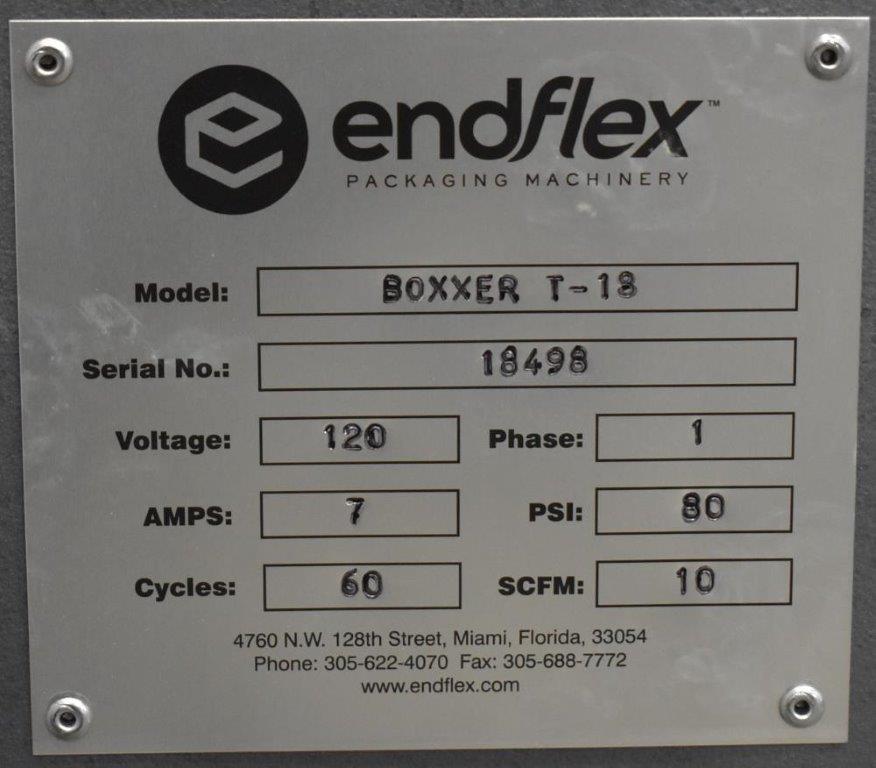 endflex™
PACKAGING MACHINERY
Model: BOXXER T-18
Serial No.: 18498
Voltage: 120 Phase: 1
AMPS: 7 PSI: 80
Cycles: 60 SCFM: 10
4760 N.W. 128th Street, Miami, Florida, 33054
Phone: 305-622-4070 Fax: 305-688-7772
www.endflex.com